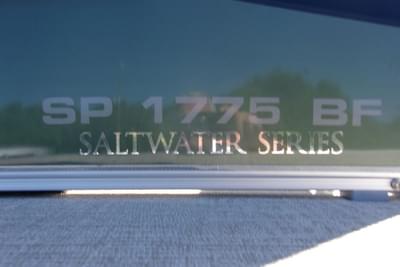 SP 1775 BF
SALTWATER SERIES